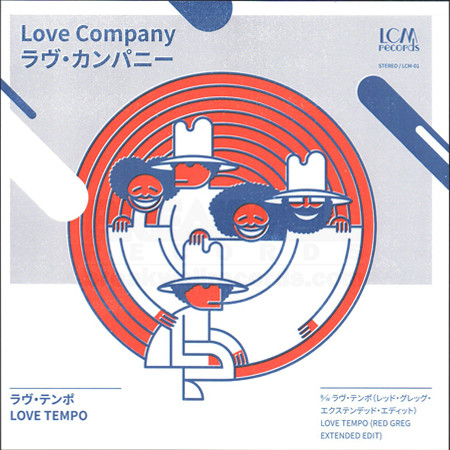 Love Company
ラヴ・カンパニー
LCM
records
STEREO / LCM-01
ラヴ・テンポ
LOVE TEMPO
ラヴ・テンポ(レッド・グレッグ・
エクステンデッド・エディット)
LOVE TEMPO (RED GREG
EXTENDED EDIT)